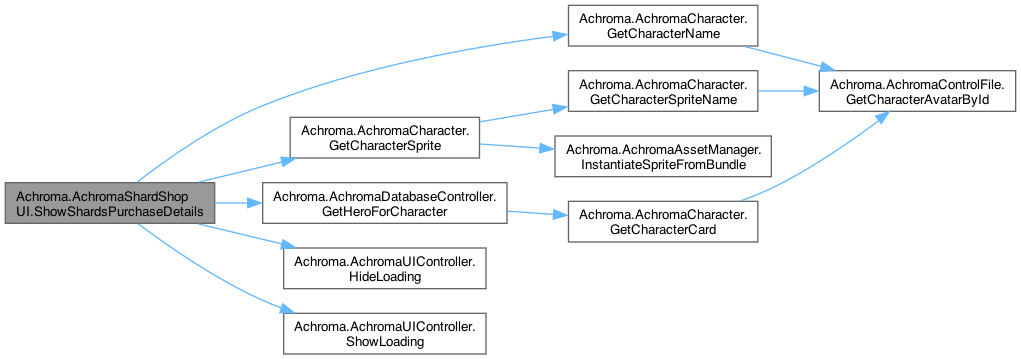 Achroma.AchromaShardShop
UI.ShowShardsPurchaseDetails
Achroma.AchromaCharacter.
GetCharacterName
Achroma.AchromaControlFile.
GetCharacterAvatarById
Achroma.AchromaCharacter.
GetCharacterSprite
Achroma.AchromaCharacter.
GetCharacterSpriteName
Achroma.AchromaAssetManager.
InstantiateSpriteFromBundle
Achroma.AchromaDatabaseController.
GetHeroForCharacter
Achroma.AchromaCharacter.
GetCharacterCard
Achroma.AchromaUIController.
HideLoading
Achroma.AchromaUIController.
ShowLoading